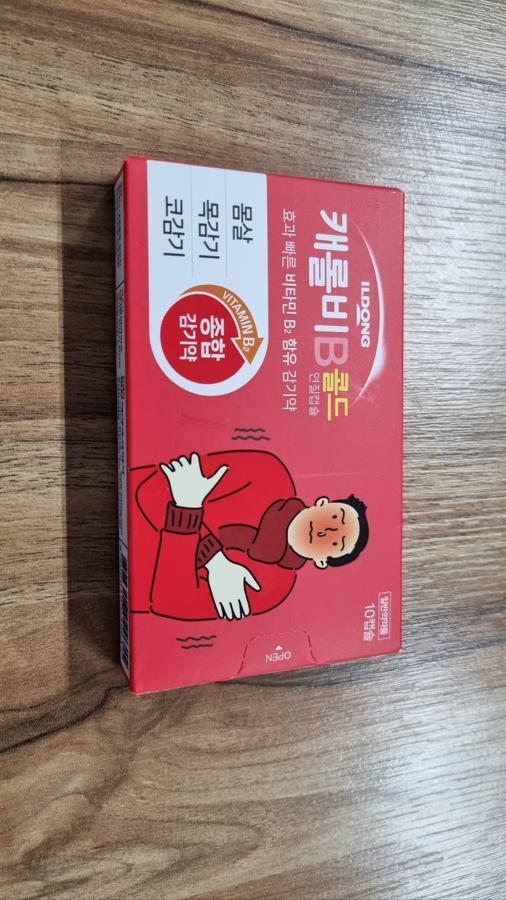 ILDONG
캐롤비B콜드
연질캡슐
효과 빠른 비타민 B₂ 함유 감기약
몸살
목감기
코감기
VITAMIN B₂
종합
감기약
일반의약품
10캡슐
OPEN